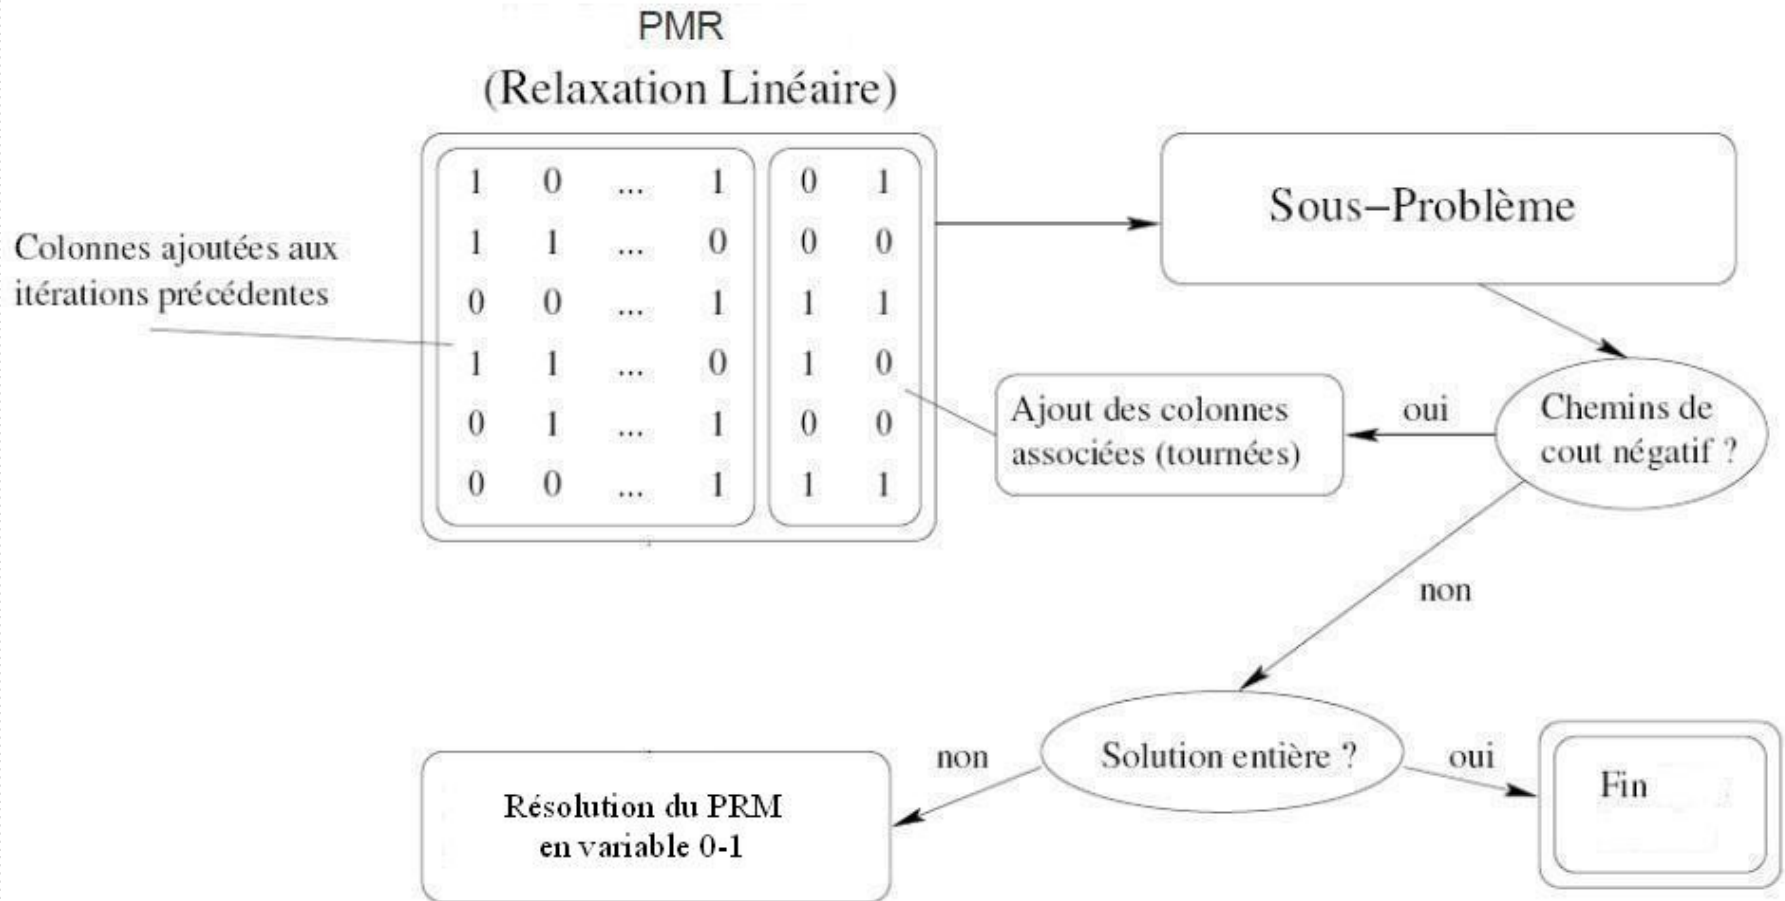 PMR
(Relaxation Linéaire)
1 0 ... 1 0 1
1 1 ... 0 0 0
0 0 ... 1 1 1
1 1 ... 0 1 0
0 1 ... 1 0 0
0 0 ... 1 1 1
Colonnes ajoutées aux
itérations précédentes
Sous–Problème
Chemins de
cout négatif ?
oui
Ajout des colonnes
associées (tournées)
non
Solution entière ?
non
oui
Résolution du PRM
en variable 0-1
Fin